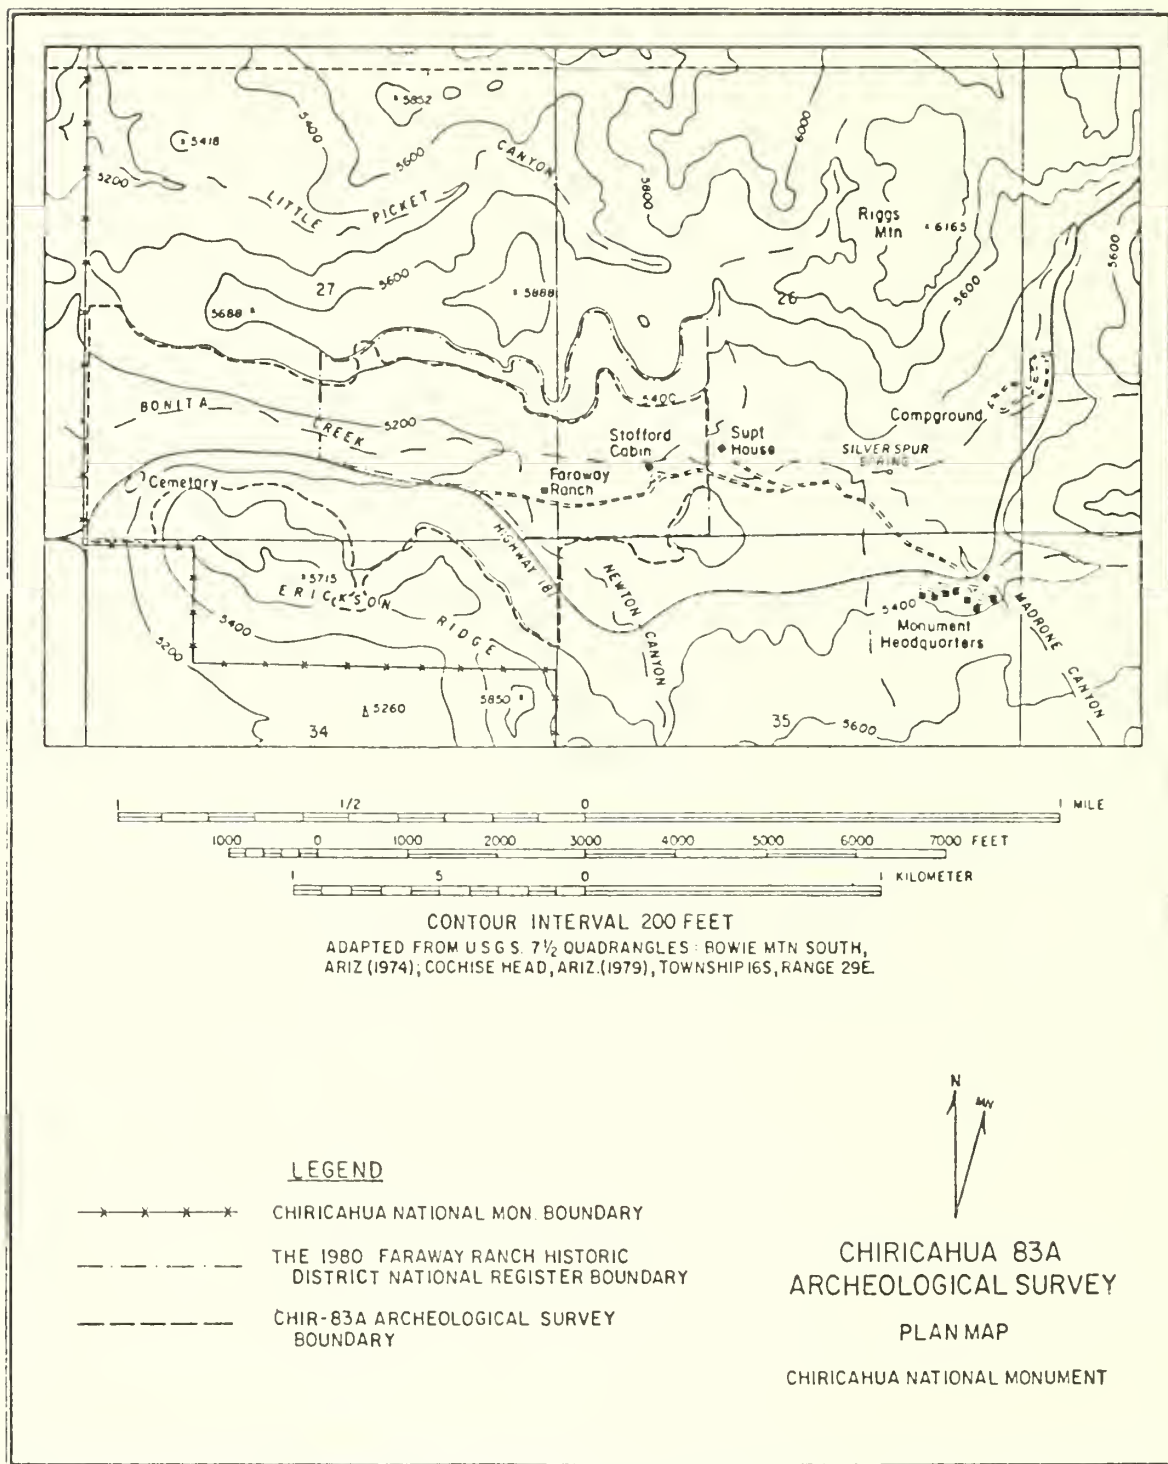 5852
5418
5400
5600
CANYON
6000
5200
LITTLE
PICKET
5800
Riggs
Mtn
6165
5600
5600
27
5600
5888
26
5688
BONITA
CREEK
5200
5400
Campground
Stafford
Cabin
Supt
House
SILVER SPUR
SPRING
Faraway
Ranch
Cemetary
HIGHWAY 181
5715
ERICKSON
RIDGE
NEWTON
CANYON
5400
Monument
Headquarters
MADRONE
CANYON
5400
5200
5850
5260
34
35
5600
1 1/2 0 1 MILE
1000 0 1000 2000 3000 4000 5000 6000 7000 FEET
1 5 0 1 KILOMETER
CONTOUR INTERVAL 200 FEET
ADAPTED FROM U S G S. 7½ QUADRANGLES : BOWIE MTN SOUTH,
ARIZ (1974); COCHISE HEAD, ARIZ.(1979), TOWNSHIP 16S, RANGE 29E.
N
MN
LEGEND
CHIRICAHUA NATIONAL MON. BOUNDARY
THE 1980 FARAWAY RANCH HISTORIC
DISTRICT NATIONAL REGISTER BOUNDARY
CHIR-83A ARCHEOLOGICAL SURVEY
BOUNDARY
CHIRICAHUA 83A
ARCHEOLOGICAL SURVEY
PLAN MAP
CHIRICAHUA NATIONAL MONUMENT